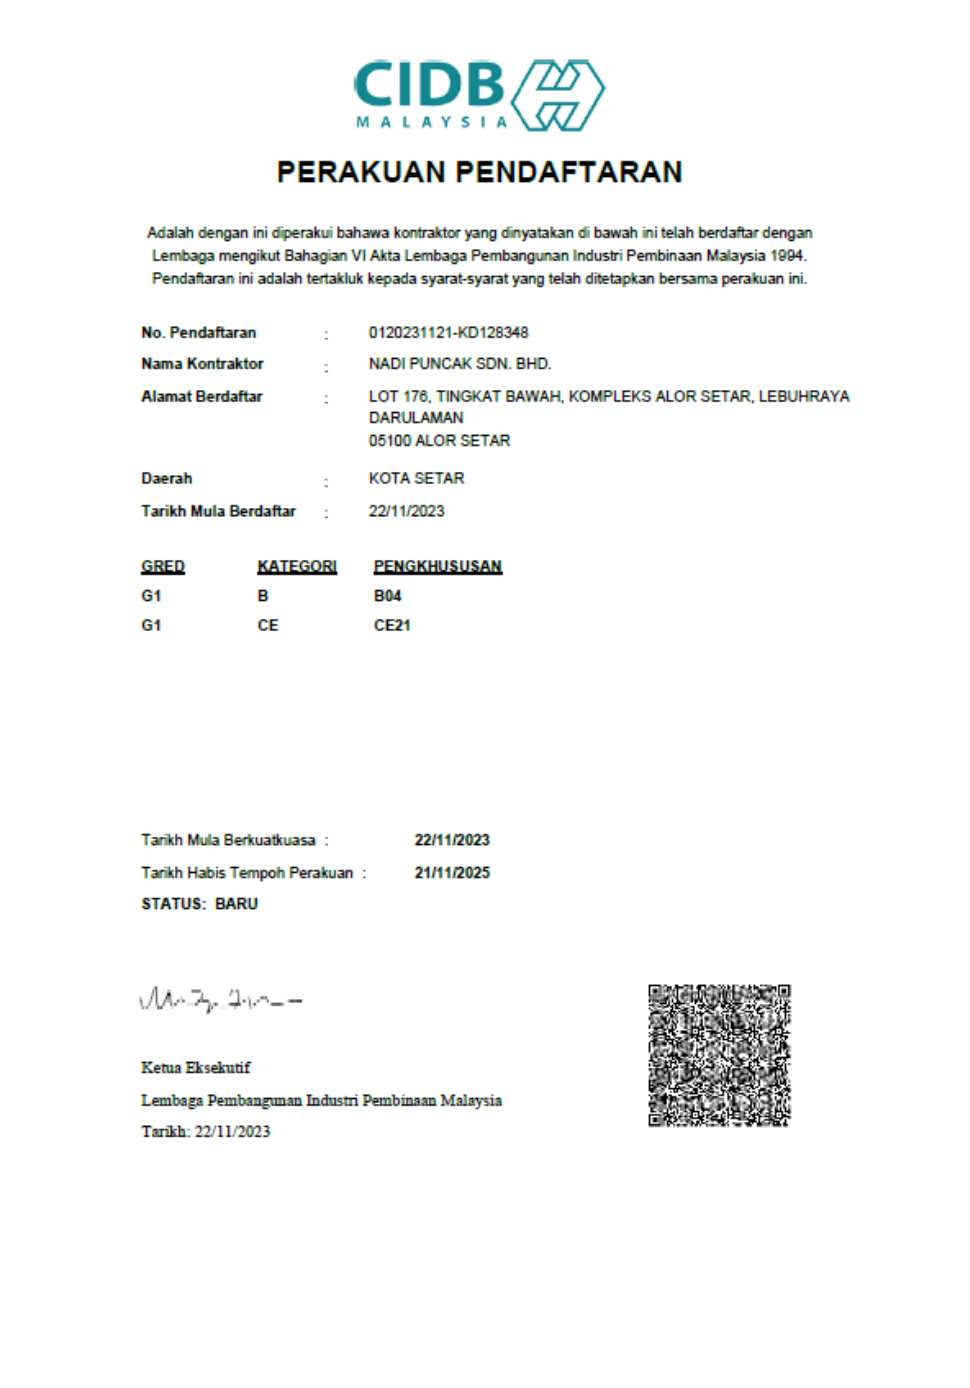 CIDB
MALAYSIA
PERAKUAN PENDAFTARAN
Adalah dengan ini diperakui bahawa kontraktor yang dinyatakan di bawah ini telah berdaftar dengan
Lembaga mengikut Bahagian VI Akta Lembaga Pembangunan Industri Pembinaan Malaysia 1994.
Pendaftaran ini adalah tertakluk kepada syarat-syarat yang telah ditetapkan bersama perakuan ini.
No. Pendaftaran : 0120231121-KD128348
Nama Kontraktor : NADI PUNCAK SDN. BHD.
Alamat Berdaftar : LOT 176, TINGKAT BAWAH, KOMPLEKS ALOR SETAR, LEBUHRAYA
DARULAMAN
05100 ALOR SETAR
Daerah : KOTA SETAR
Tarikh Mula Berdaftar : 22/11/2023
GRED KATEGORI PENGKHUSUSAN
G1 B B04
G1 CE CE21
Tarikh Mula Berkuatkuasa : 22/11/2023
Tarikh Habis Tempoh Perakuan : 21/11/2025
STATUS: BARU
Ketua Eksekutif
Lembaga Pembangunan Industri Pembinaan Malaysia
Tarikh: 22/11/2023